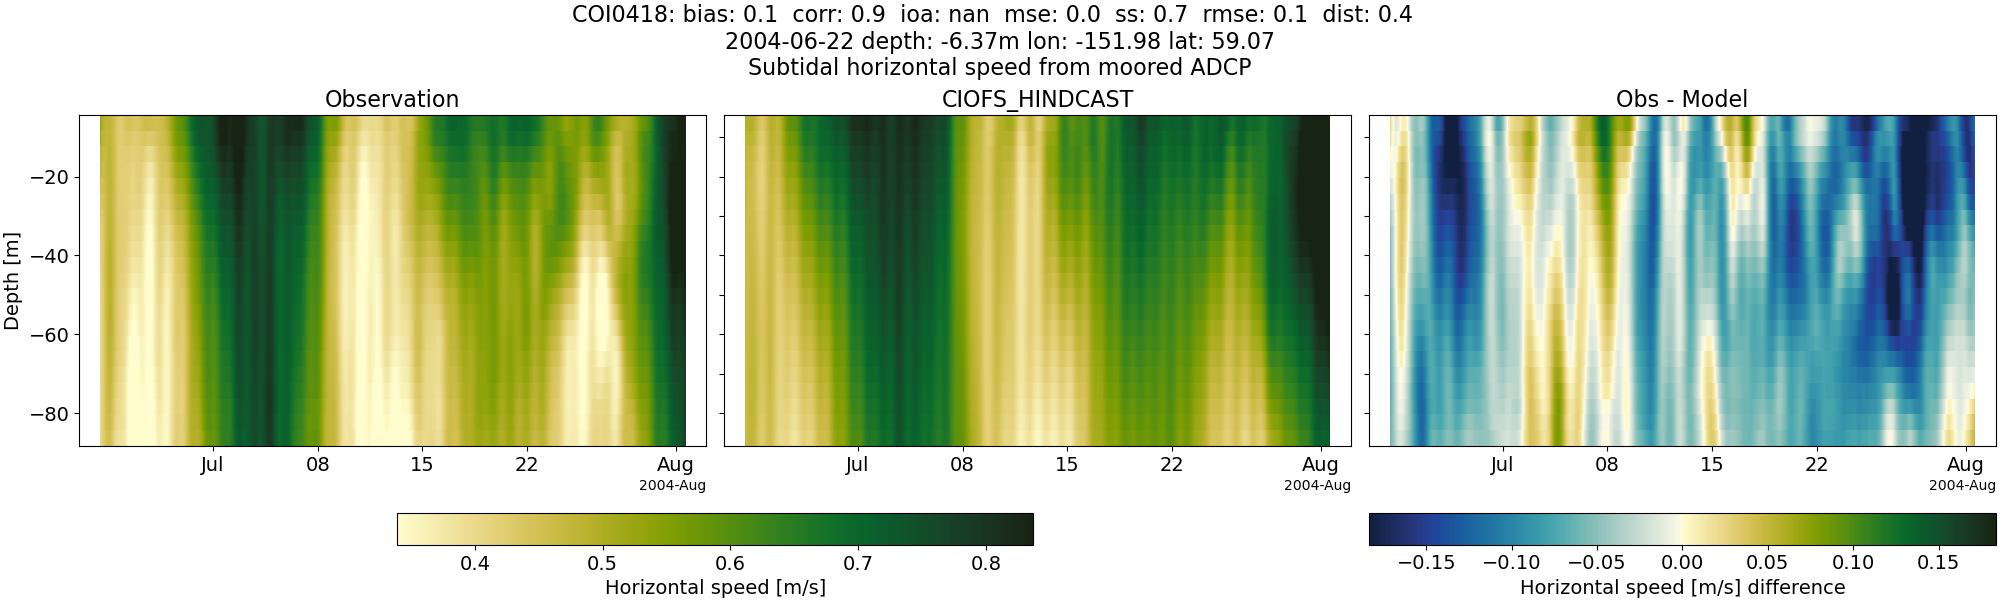 COI0418: bias: 0.1  corr: 0.9  ioa: nan  mse: 0.0  ss: 0.7  rmse: 0.1  dist: 0.4
2004-06-22 depth: -6.37m lon: -151.98 lat: 59.07
Subtidal horizontal speed from moored ADCP
Observation
CIOFS_HINDCAST
Obs - Model
Depth [m]
−20
−40
−60
−80
Jul 08 15 22 Aug
2004-Aug
Jul 08 15 22 Aug
2004-Aug
Jul 08 15 22 Aug
2004-Aug
0.4 0.5 0.6 0.7 0.8
Horizontal speed [m/s]
−0.15 −0.10 −0.05 0.00 0.05 0.10 0.15
Horizontal speed [m/s] difference